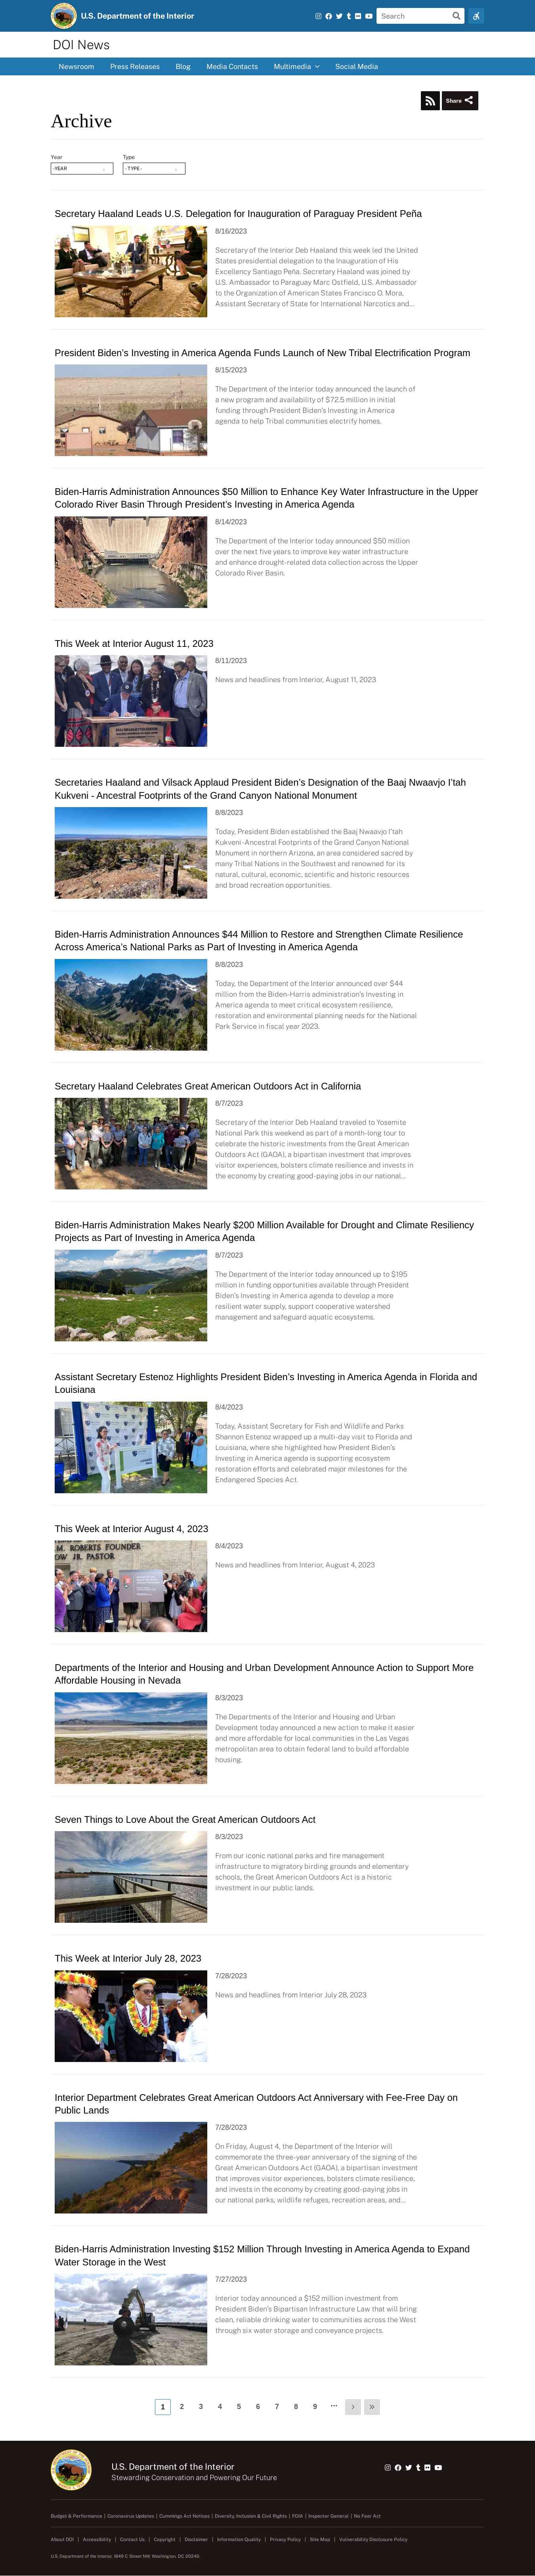 U.S. Department of the Interior
Search
DOI News
Newsroom
Press Releases
Blog
Media Contacts
Multimedia
Social Media
Share
Archive
Year
Type
-YEAR
- TYPE -
Secretary Haaland Leads U.S. Delegation for Inauguration of Paraguay President Peña
8/16/2023
Secretary of the Interior Deb Haaland this week led the United
States presidential delegation to the Inauguration of His
Excellency Santiago Peña. Secretary Haaland was joined by
U.S. Ambassador to Paraguay Marc Ostfield, U.S. Ambassador
to the Organization of American States Francisco O. Mora,
Assistant Secretary of State for International Narcotics and...
President Biden’s Investing in America Agenda Funds Launch of New Tribal Electrification Program
8/15/2023
The Department of the Interior today announced the launch of
a new program and availability of $72.5 million in initial
funding through President Biden’s Investing in America
agenda to help Tribal communities electrify homes.
Biden-Harris Administration Announces $50 Million to Enhance Key Water Infrastructure in the Upper
Colorado River Basin Through President’s Investing in America Agenda
8/14/2023
The Department of the Interior today announced $50 million
over the next five years to improve key water infrastructure
and enhance drought-related data collection across the Upper
Colorado River Basin.
This Week at Interior August 11, 2023
8/11/2023
News and headlines from Interior, August 11, 2023
Secretaries Haaland and Vilsack Applaud President Biden’s Designation of the Baaj Nwaavjo I’tah
Kukveni - Ancestral Footprints of the Grand Canyon National Monument
8/8/2023
Today, President Biden established the Baaj Nwaavjo I’tah
Kukveni-Ancestral Footprints of the Grand Canyon National
Monument in northern Arizona, an area considered sacred by
many Tribal Nations in the Southwest and renowned for its
natural, cultural, economic, scientific and historic resources
and broad recreation opportunities.
Biden-Harris Administration Announces $44 Million to Restore and Strengthen Climate Resilience
Across America’s National Parks as Part of Investing in America Agenda
8/8/2023
Today, the Department of the Interior announced over $44
million from the Biden-Harris administration’s Investing in
America agenda to meet critical ecosystem resilience,
restoration and environmental planning needs for the National
Park Service in fiscal year 2023.
Secretary Haaland Celebrates Great American Outdoors Act in California
8/7/2023
Secretary of the Interior Deb Haaland traveled to Yosemite
National Park this weekend as part of a month-long tour to
celebrate the historic investments from the Great American
Outdoors Act (GAOA), a bipartisan investment that improves
visitor experiences, bolsters climate resilience and invests in
the economy by creating good-paying jobs in our national...
Biden-Harris Administration Makes Nearly $200 Million Available for Drought and Climate Resiliency
Projects as Part of Investing in America Agenda
8/7/2023
The Department of the Interior today announced up to $195
million in funding opportunities available through President
Biden’s Investing in America agenda to develop a more
resilient water supply, support cooperative watershed
management and safeguard aquatic ecosystems.
Assistant Secretary Estenoz Highlights President Biden’s Investing in America Agenda in Florida and
Louisiana
8/4/2023
Today, Assistant Secretary for Fish and Wildlife and Parks
Shannon Estenoz wrapped up a multi-day visit to Florida and
Louisiana, where she highlighted how President Biden’s
Investing in America agenda is supporting ecosystem
restoration efforts and celebrated major milestones for the
Endangered Species Act.
This Week at Interior August 4, 2023
M. ROBERTS FOUNDER
OW JR. PASTOR
8/4/2023
News and headlines from Interior, August 4, 2023
Departments of the Interior and Housing and Urban Development Announce Action to Support More
Affordable Housing in Nevada
8/3/2023
The Departments of the Interior and Housing and Urban
Development today announced a new action to make it easier
and more affordable for local communities in the Las Vegas
metropolitan area to obtain federal land to build affordable
housing.
Seven Things to Love About the Great American Outdoors Act
8/3/2023
From our iconic national parks and fire management
infrastructure to migratory birding grounds and elementary
schools, the Great American Outdoors Act is a historic
investment in our public lands.
This Week at Interior July 28, 2023
7/28/2023
News and headlines from Interior July 28, 2023
Interior Department Celebrates Great American Outdoors Act Anniversary with Fee-Free Day on
Public Lands
7/28/2023
On Friday, August 4, the Department of the Interior will
commemorate the three-year anniversary of the signing of the
Great American Outdoors Act (GAOA), a bipartisan investment
that improves visitor experiences, bolsters climate resilience,
and invests in the economy by creating good-paying jobs in
our national parks, wildlife refuges, recreation areas, and...
Biden-Harris Administration Investing $152 Million Through Investing in America Agenda to Expand
Water Storage in the West
7/27/2023
Interior today announced a $152 million investment from
President Biden’s Bipartisan Infrastructure Law that will bring
clean, reliable drinking water to communities across the West
through six water storage and conveyance projects.
1 2 3 4 5 6 7 8 9 ... › »
U.S. Department of the Interior
Stewarding Conservation and Powering Our Future
Budget & Performance | Coronavirus Updates | Cummings Act Notices | Diversity, Inclusion & Civil Rights | FOIA | Inspector General | No Fear Act
About DOI | Accessibility | Contact Us | Copyright | Disclaimer | Information Quality | Privacy Policy | Site Map | Vulnerability Disclosure Policy
U.S. Department of the Interior, 1849 C Street NW, Washington, DC 20240.